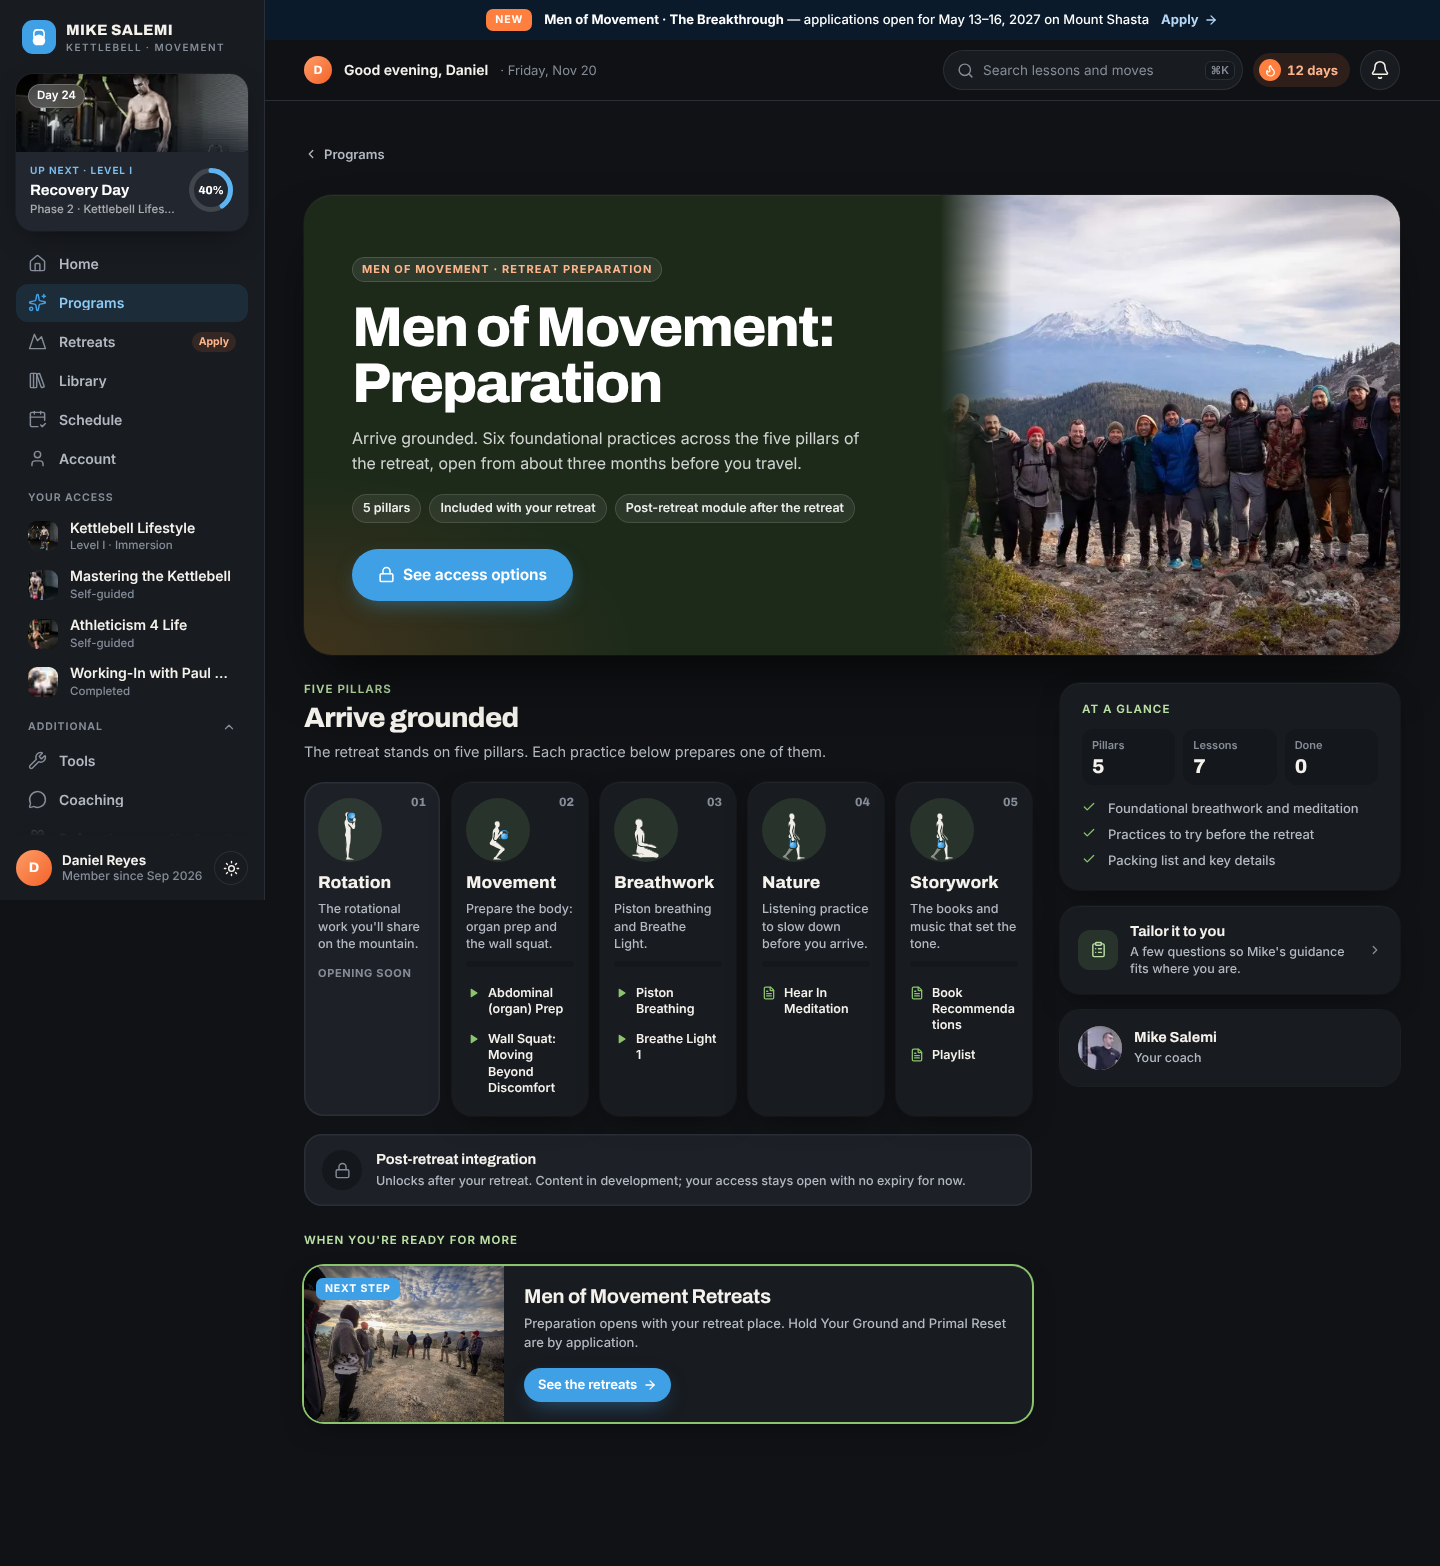 MIKE SALEMI
KETTLEBELL · MOVEMENT
Day 24
UP NEXT · LEVEL I
Recovery Day
Phase 2 · Kettlebell Lifes...
40%
Home
Programs
Retreats
Apply
Library
Schedule
Account
YOUR ACCESS
Kettlebell Lifestyle
Level I · Immersion
Mastering the Kettlebell
Self-guided
Athleticism 4 Life
Self-guided
Working-In with Paul ...
Completed
ADDITIONAL
Tools
Coaching
D
Daniel Reyes
Member since Sep 2026
NEW Men of Movement · The Breakthrough — applications open for May 13–16, 2027 on Mount Shasta Apply →
D Good evening, Daniel · Friday, Nov 20
Search lessons and moves ⌘K
12 days
Programs
MEN OF MOVEMENT · RETREAT PREPARATION
Men of Movement:
Preparation
Arrive grounded. Six foundational practices across the five pillars of
the retreat, open from about three months before you travel.
5 pillars
Included with your retreat
Post-retreat module after the retreat
See access options
FIVE PILLARS
Arrive grounded
The retreat stands on five pillars. Each practice below prepares one of them.
01
Rotation
The rotational
work you'll share
on the mountain.
OPENING SOON
02
Movement
Prepare the body:
organ prep and
the wall squat.
Abdominal
(organ) Prep
Wall Squat:
Moving
Beyond
Discomfort
03
Breathwork
Piston breathing
and Breathe
Light.
Piston
Breathing
Breathe Light
1
04
Nature
Listening practice
to slow down
before you arrive.
Hear In
Meditation
05
Storywork
The books and
music that set the
tone.
Book
Recommenda
tions
Playlist
Post-retreat integration
Unlocks after your retreat. Content in development; your access stays open with no expiry for now.
WHEN YOU'RE READY FOR MORE
NEXT STEP
Men of Movement Retreats
Preparation opens with your retreat place. Hold Your Ground and Primal Reset
are by application.
See the retreats →
AT A GLANCE
Pillars
5
Lessons
7
Done
0
Foundational breathwork and meditation
Practices to try before the retreat
Packing list and key details
Tailor it to you
A few questions so Mike's guidance
fits where you are.
Mike Salemi
Your coach